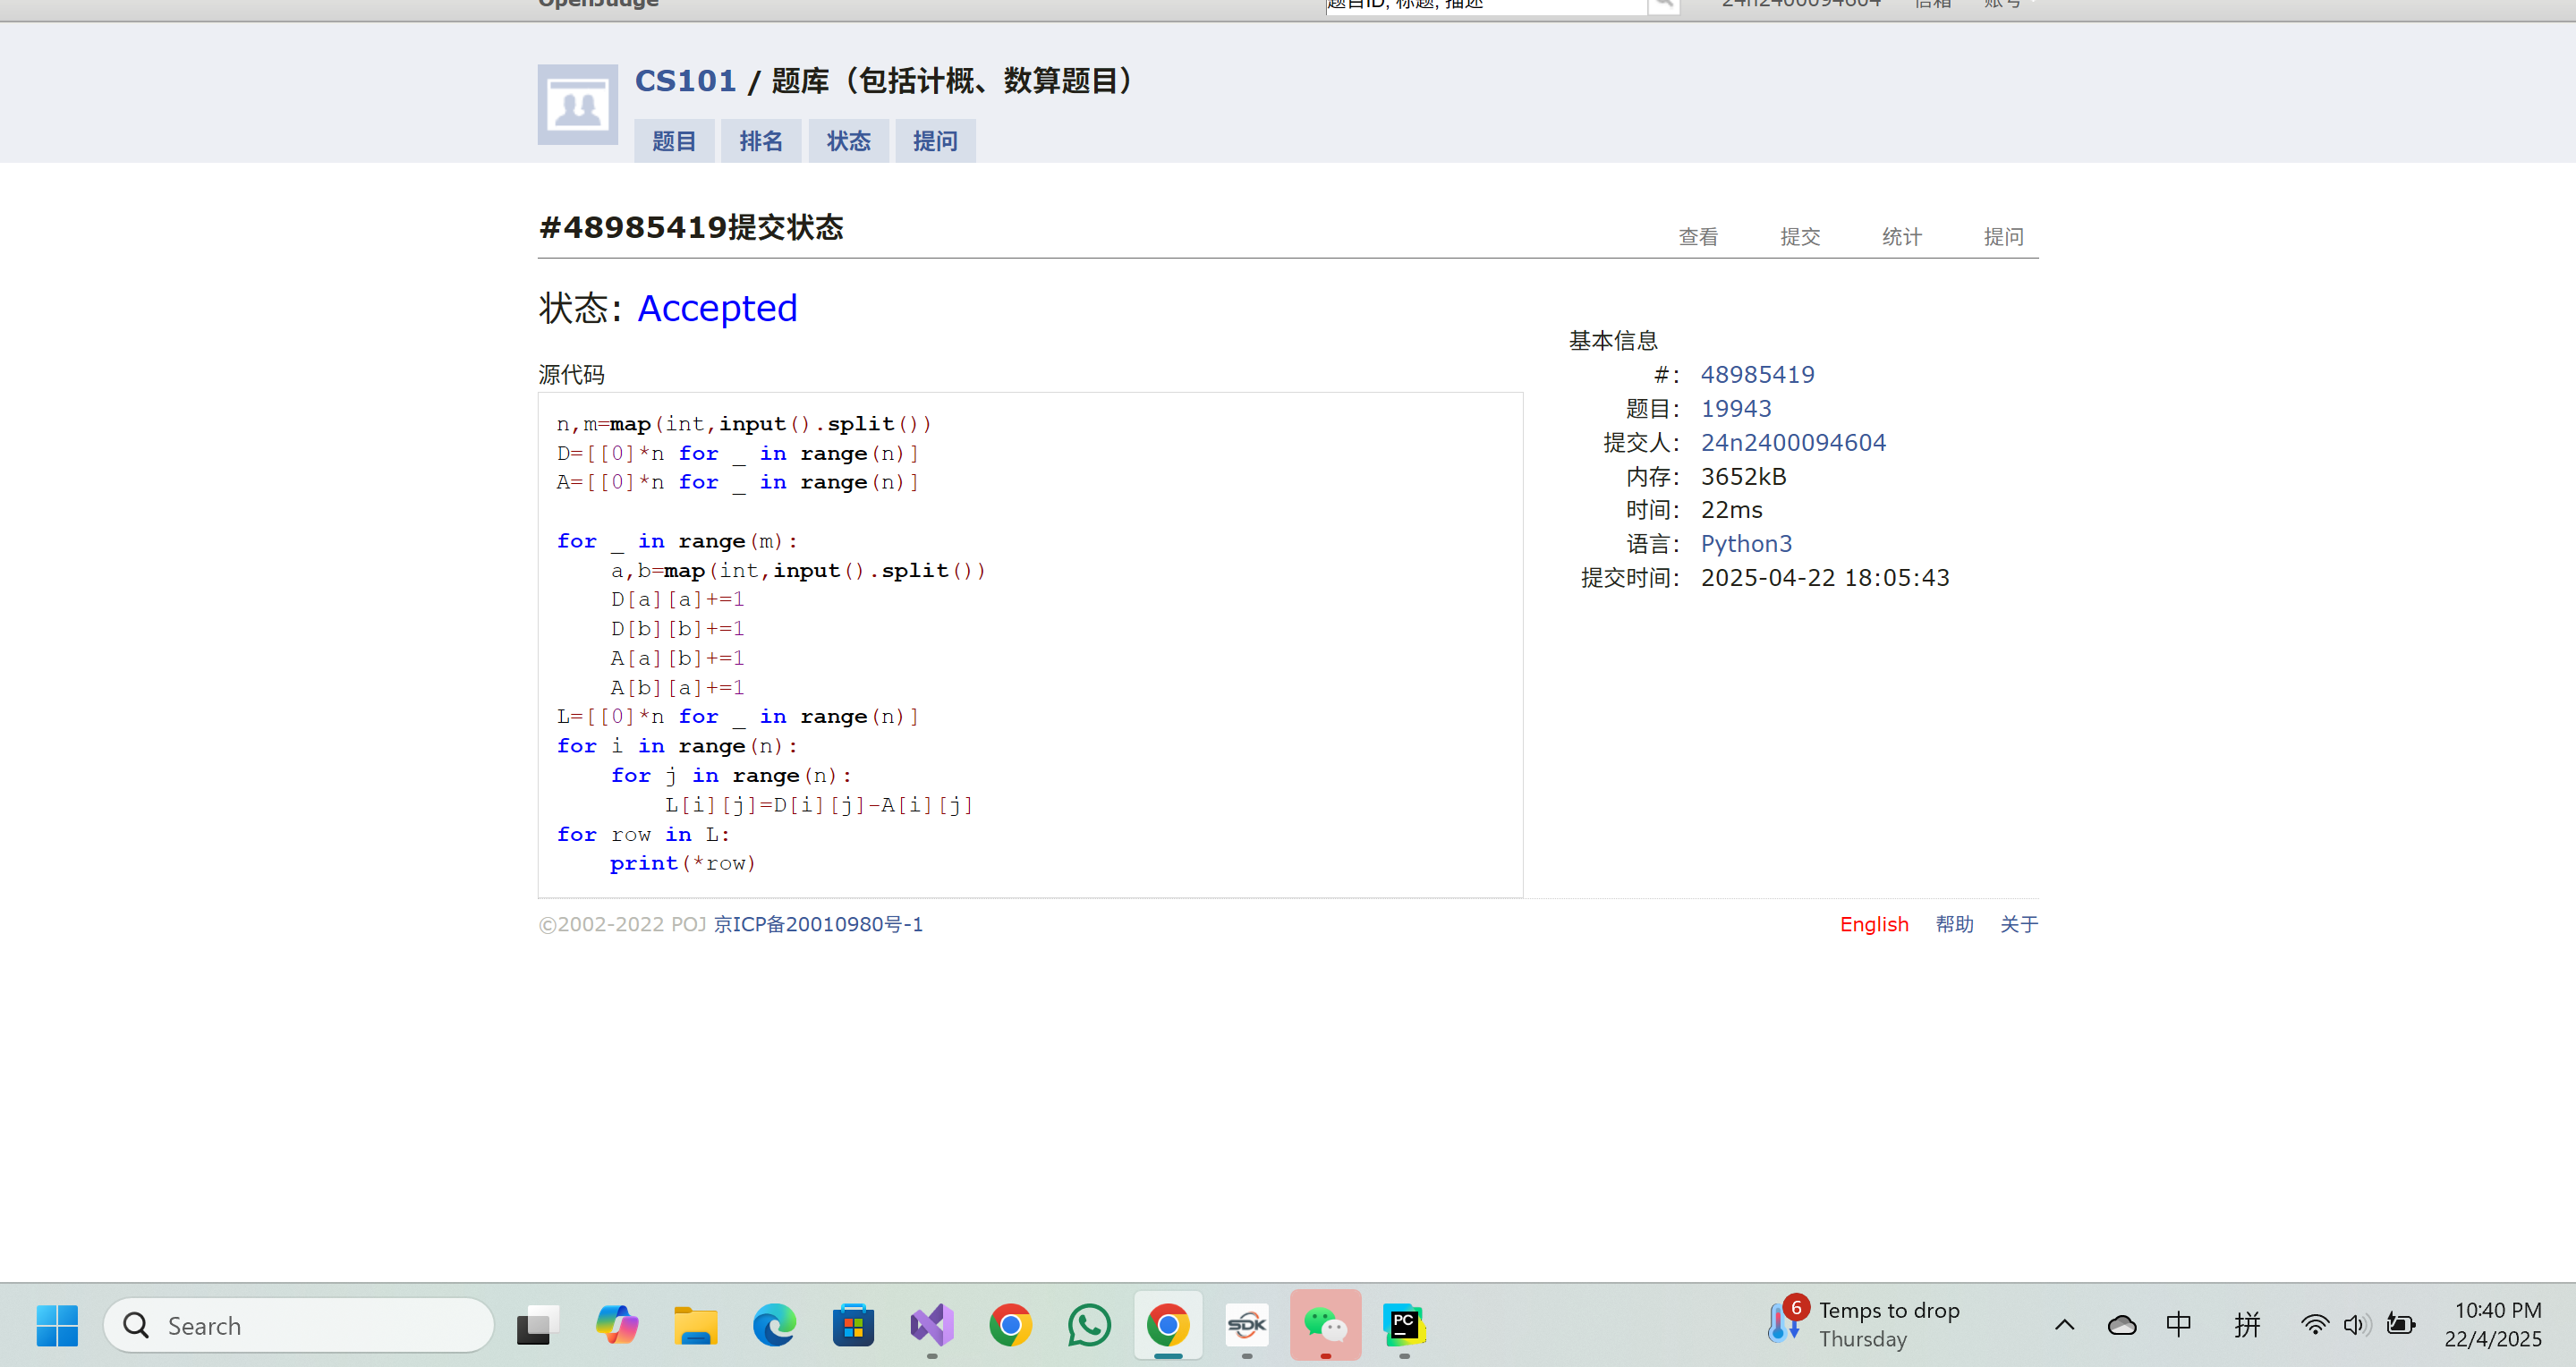 OpenJudge
题目ID, 标题, 描述
24n2400094604 信箱 账号
CS101 / 题库（包括计概、数算题目）
题目 排名 状态 提问
#48985419提交状态
查看 提交 统计 提问
状态: Accepted
源代码
n,m=map(int,input().split())
D=[[0]*n for _ in range(n)]
A=[[0]*n for _ in range(n)]
for _ in range(m):
    a,b=map(int,input().split())
    D[a][a]+=1
    D[b][b]+=1
    A[a][b]+=1
    A[b][a]+=1
L=[[0]*n for _ in range(n)]
for i in range(n):
    for j in range(n):
        L[i][j]=D[i][j]-A[i][j]
for row in L:
    print(*row)
基本信息
#: 48985419
题目: 19943
提交人: 24n2400094604
内存: 3652kB
时间: 22ms
语言: Python3
提交时间: 2025-04-22 18:05:43
©2002-2022 POJ 京ICP备20010980号-1
English 帮助 关于
Search
SDK
PC
6
Temps to drop
Thursday
中 拼
10:40 PM
22/4/2025